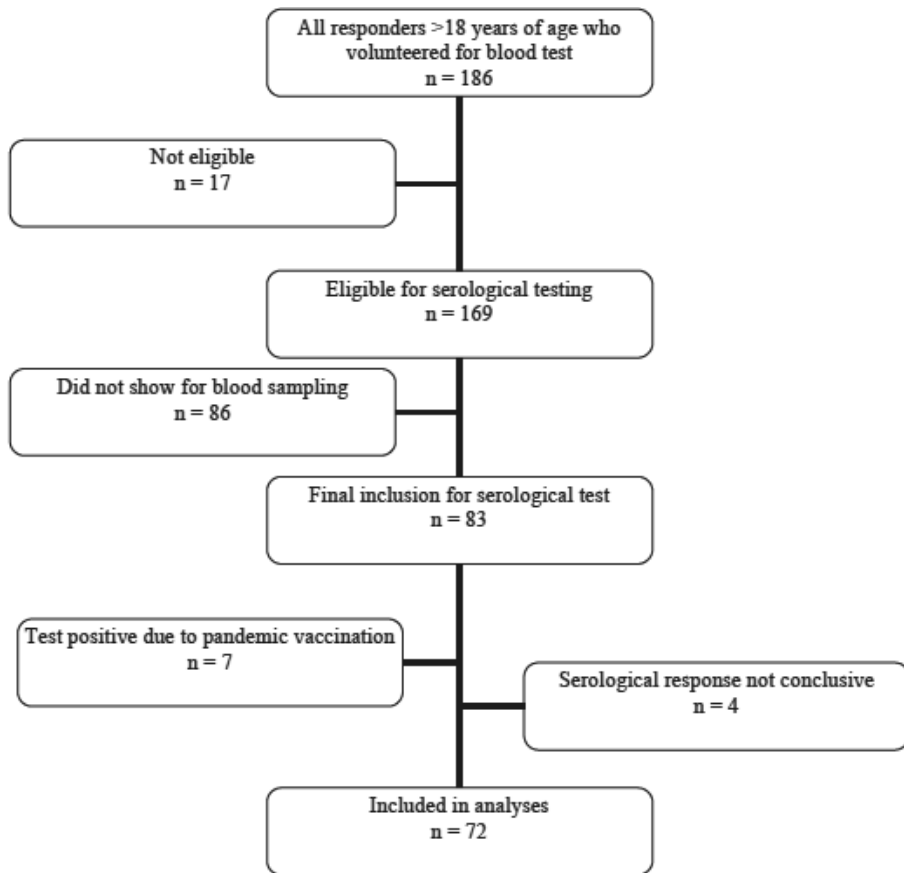 All responders >18 years of age who
volunteered for blood test
n = 186
Not eligible
n = 17
Eligible for serological testing
n = 169
Did not show for blood sampling
n = 86
Final inclusion for serological test
n = 83
Test positive due to pandemic vaccination
n = 7
Serological response not conclusive
n = 4
Included in analyses
n = 72